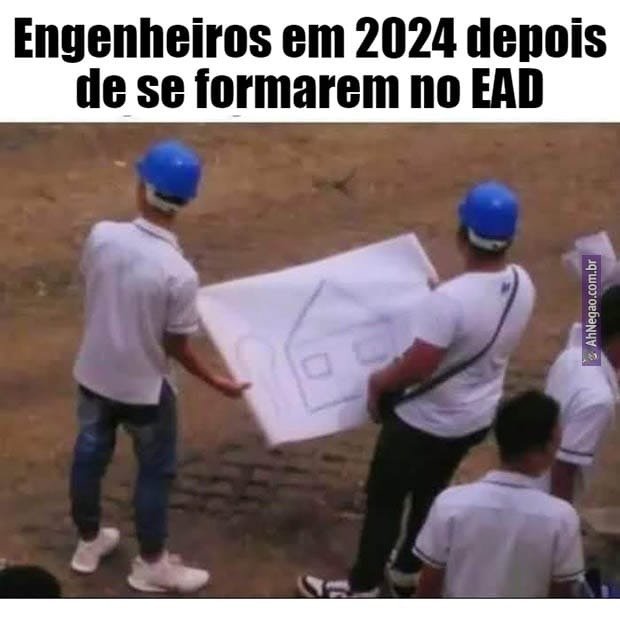 Engenheiros em 2024 depois
de se formarem no EAD
AhNegao.com.br